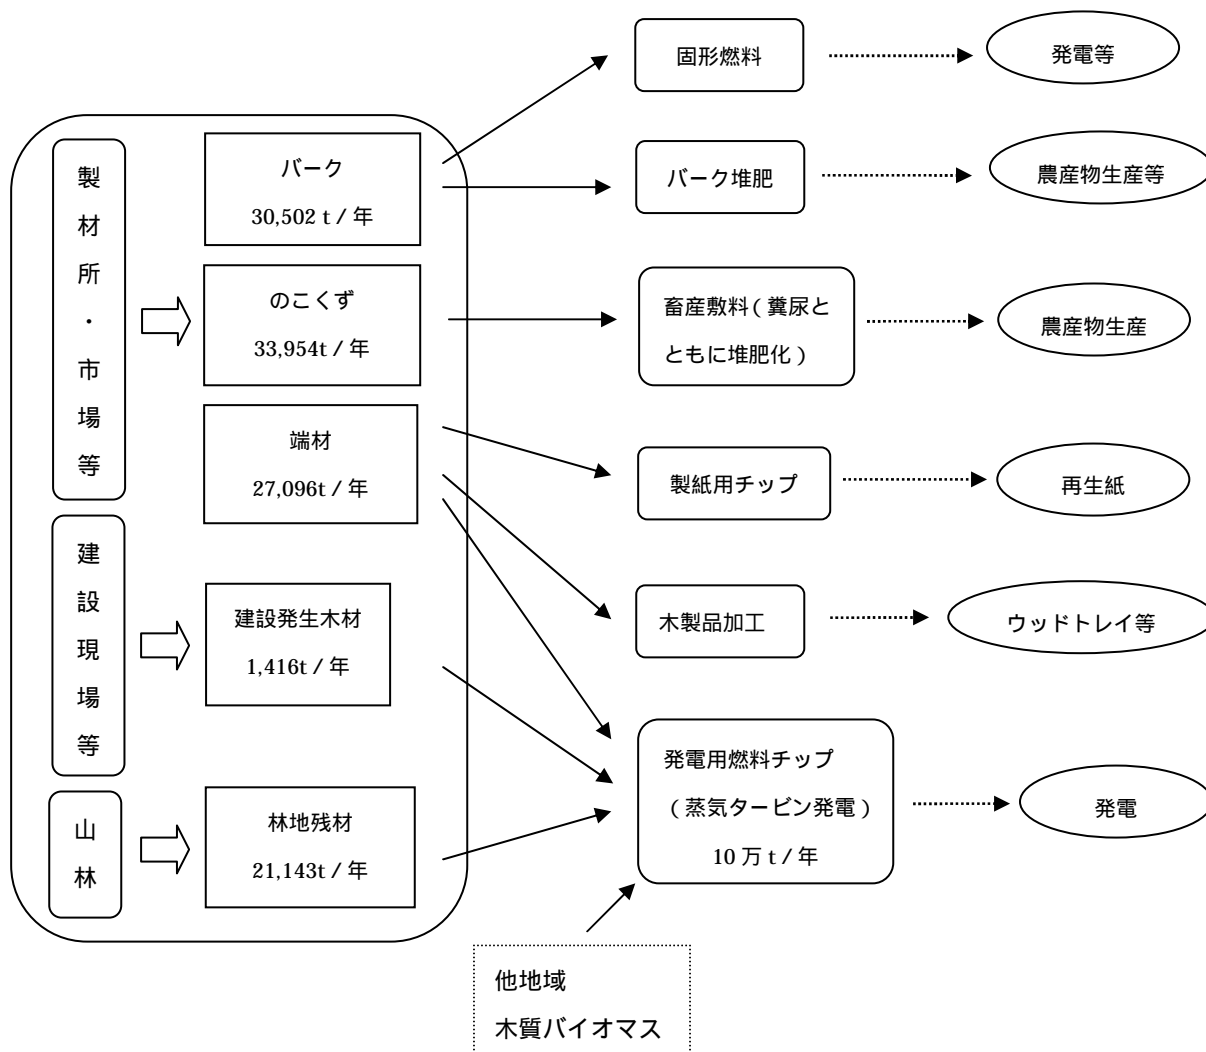 固形燃料
発電等
製材所・市場等
バーク
30,502 t / 年
バーク堆肥
農産物生産等
のこくず
33,954t / 年
畜産敷料（糞尿と
ともに堆肥化）
農産物生産
端材
27,096t / 年
製紙用チップ
再生紙
建設現場等
建設発生木材
1,416t / 年
木製品加工
ウッドトレイ等
山林
林地残材
21,143t / 年
発電用燃料チップ
（蒸気タービン発電）
10 万 t / 年
発電
他地域
木質バイオマス